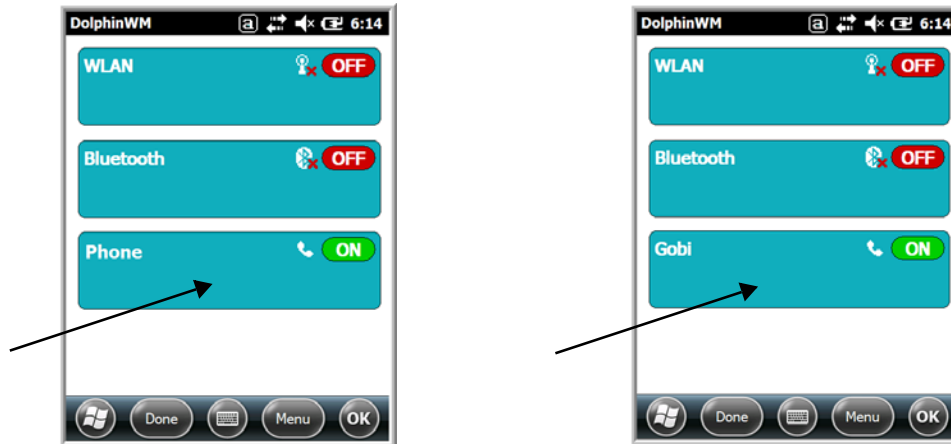 DolphinWM a 6:14
WLAN OFF
Bluetooth OFF
Phone ON
Done Menu OK
DolphinWM a 6:14
WLAN OFF
Bluetooth OFF
Gobi ON
Done Menu OK